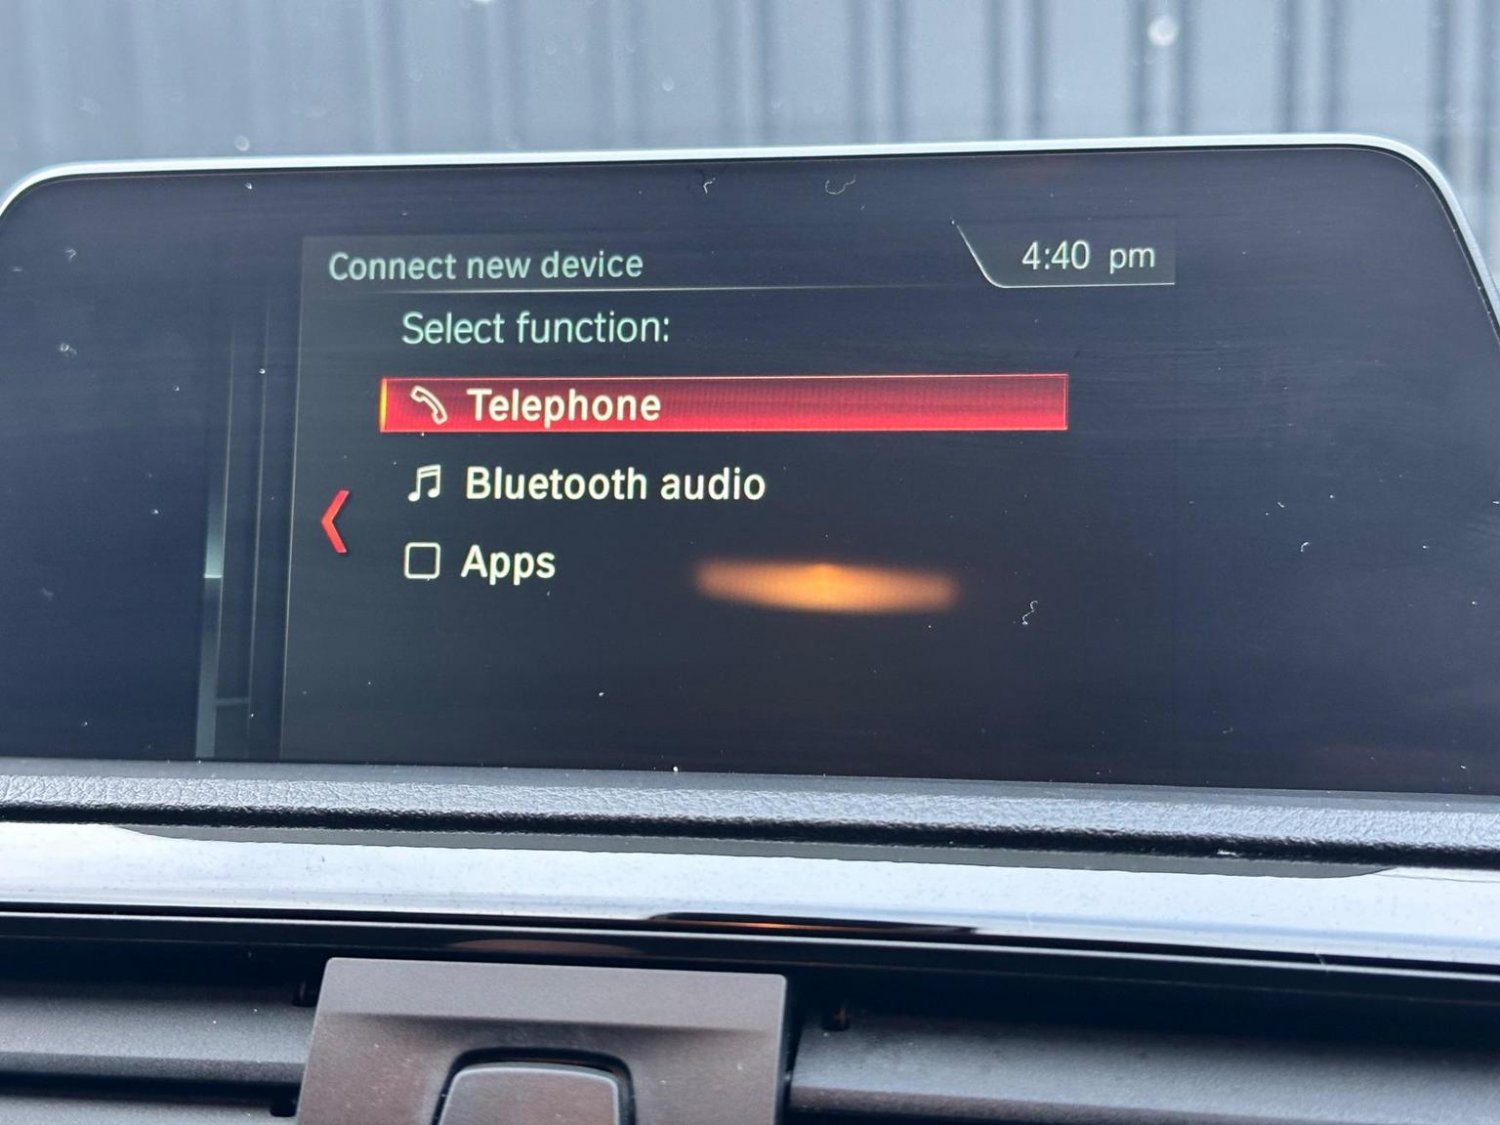 Connect new device
4:40 pm
Select function:
Telephone
Bluetooth audio
Apps